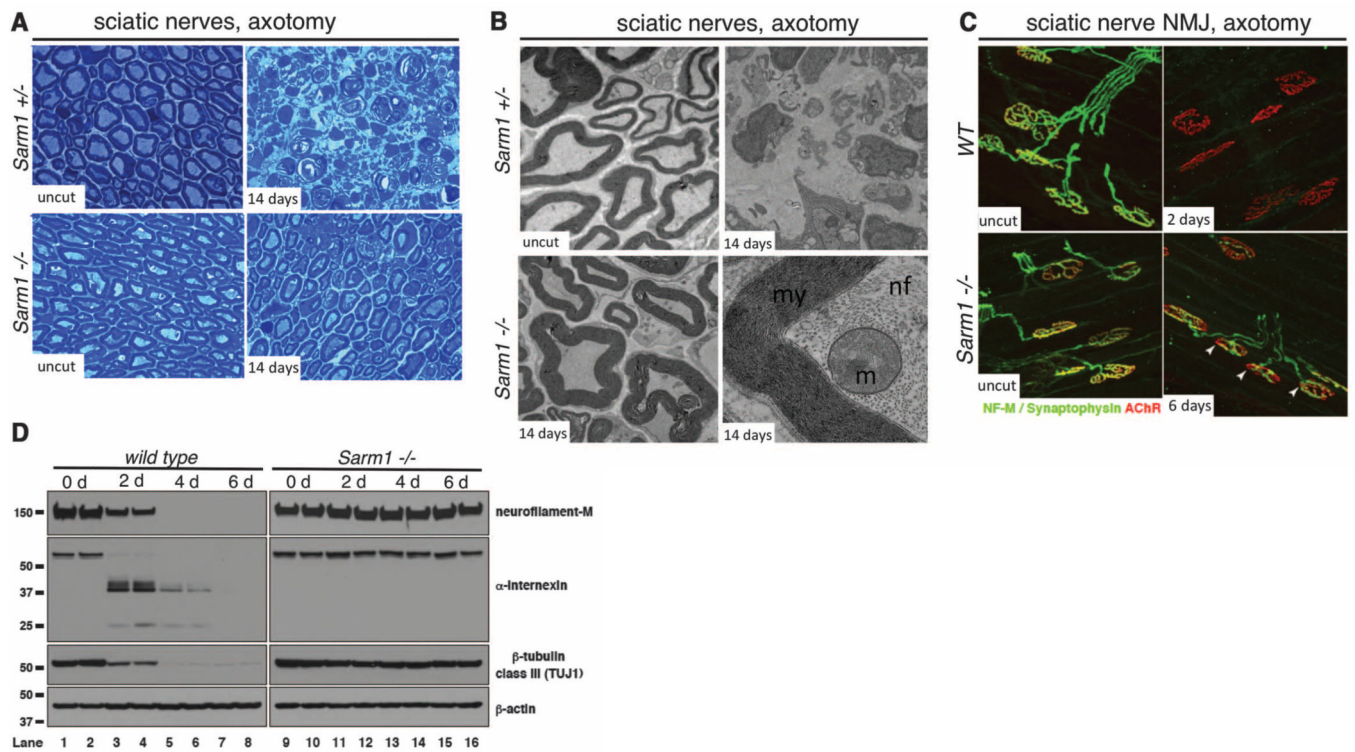 A
sciatic nerves, axotomy
Sarm1 +/-
uncut
14 days
Sarm1 -/-
uncut
14 days
B
sciatic nerves, axotomy
Sarm1 +/-
uncut
14 days
Sarm1 -/-
14 days
my
nf
m
14 days
C
sciatic nerve NMJ, axotomy
WT
uncut
2 days
Sarm1 -/-
uncut
6 days
NF-M / Synaptophysin AChR
D
wild type
Sarm1 -/-
0 d 2 d 4 d 6 d
0 d 2 d 4 d 6 d
150
neurofilament-M
50
37
25
α-internexin
50
β-tubulin
class III (TUJ1)
50
37
β-actin
Lane 1 2 3 4 5 6 7 8 9 10 11 12 13 14 15 16